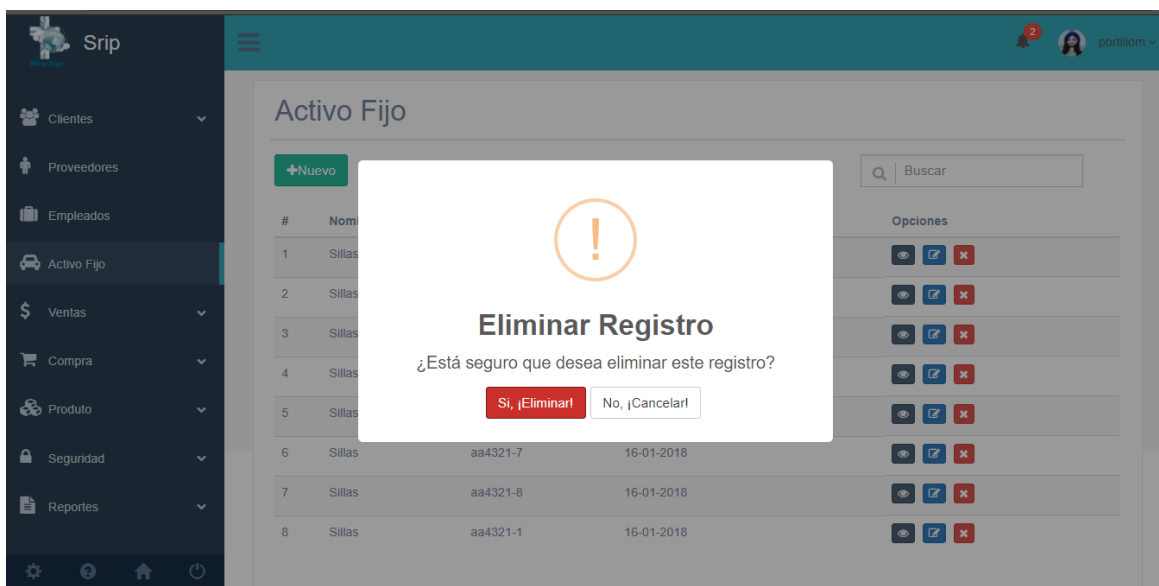 Srip
2
portillom
Clientes
Proveedores
Empleados
Activo Fijo
Ventas
Compra
Produto
Seguridad
Reportes
Activo Fijo
+Nuevo
Buscar
# Opciones
1 Sillas
2 Sillas
3 Sillas
4 Sillas
5 Sillas
6 Sillas aa4321-7 16-01-2018
7 Sillas aa4321-8 16-01-2018
8 Sillas aa4321-1 16-01-2018
!
Eliminar Registro
¿Está seguro que desea eliminar este registro?
Si, ¡Eliminar!
No, ¡Cancelar!